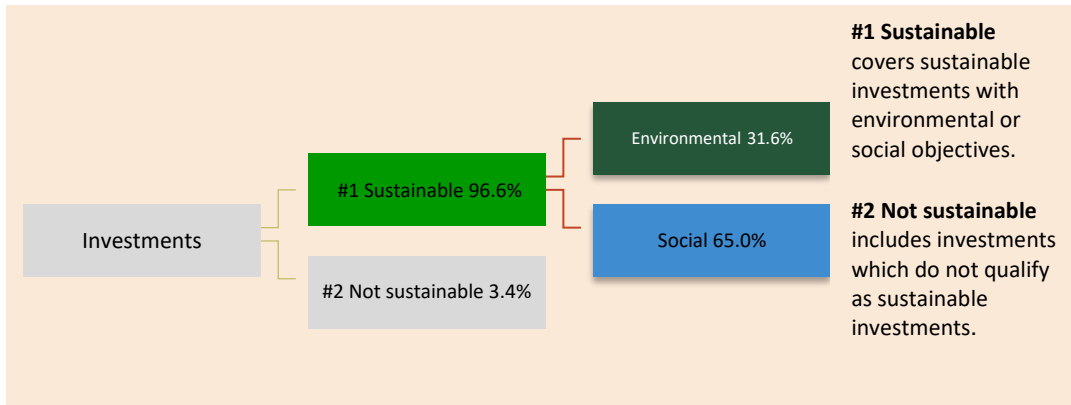 Investments
#1 Sustainable 96.6%
#2 Not sustainable 3.4%
Environmental 31.6%
Social 65.0%
#1 Sustainable
covers sustainable
investments with
environmental or
social objectives.
#2 Not sustainable
includes investments
which do not qualify
as sustainable
investments.